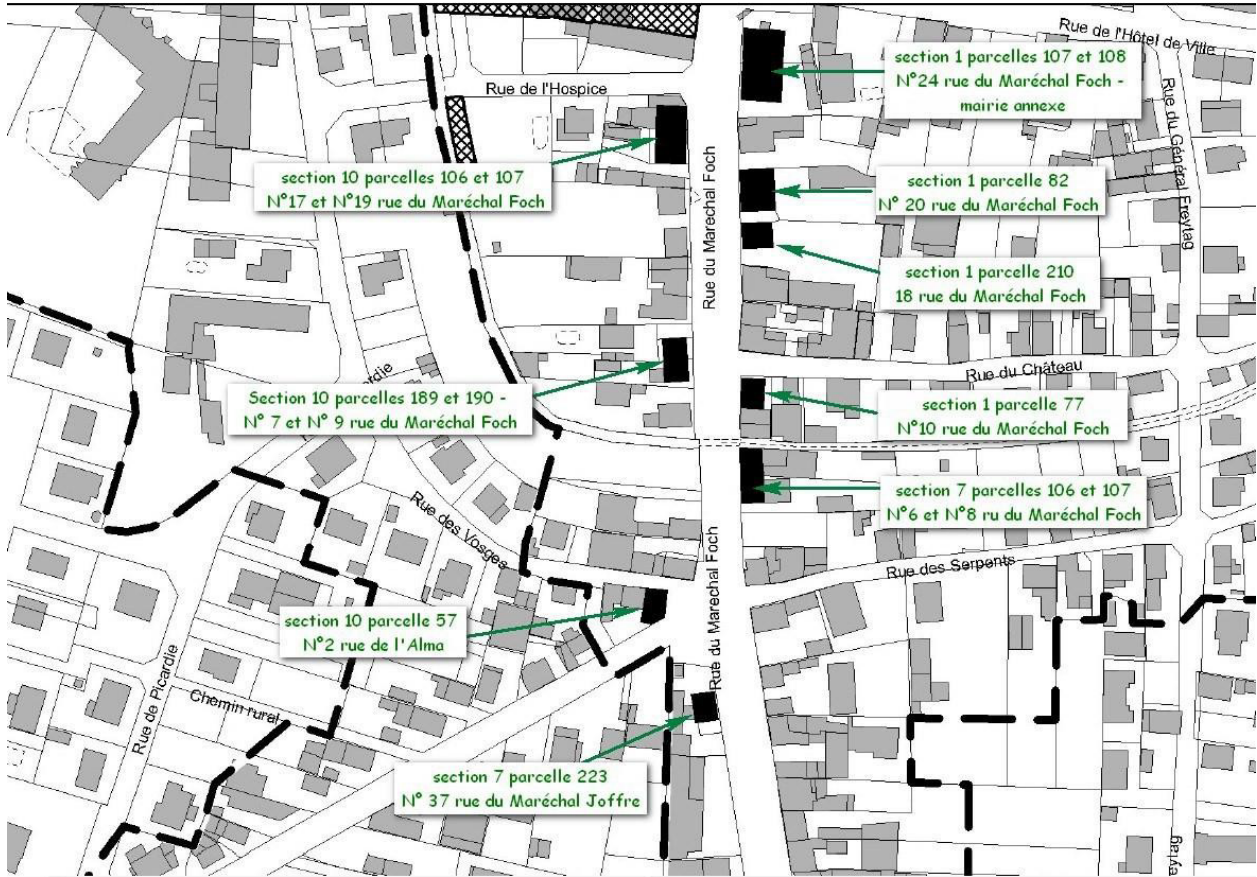 Rue de l'Hôtel de Ville
section 1 parcelles 107 et 108
N°24 rue du Maréchal Foch -
mairie annexe
Rue de l'Hospice
section 10 parcelles 106 et 107
N°17 et N°19 rue du Maréchal Foch
Rue du Marechal Foch
section 1 parcelle 82
N° 20 rue du Maréchal Foch
Rue du Général Freytag
section 1 parcelle 210
18 rue du Maréchal Foch
Rue du Château
Section 10 parcelles 189 et 190 -
N° 7 et N° 9 rue du Maréchal Foch
section 1 parcelle 77
N°10 rue du Maréchal Foch
section 7 parcelles 106 et 107
N°6 et N°8 ru du Maréchal Foch
Rue des Vosges
Rue du Marechal Foch
Rue des Serpents
section 10 parcelle 57
N°2 rue de l'Alma
Rue de Picardie
Chemin rural
section 7 parcelle 223
N° 37 rue du Maréchal Joffre